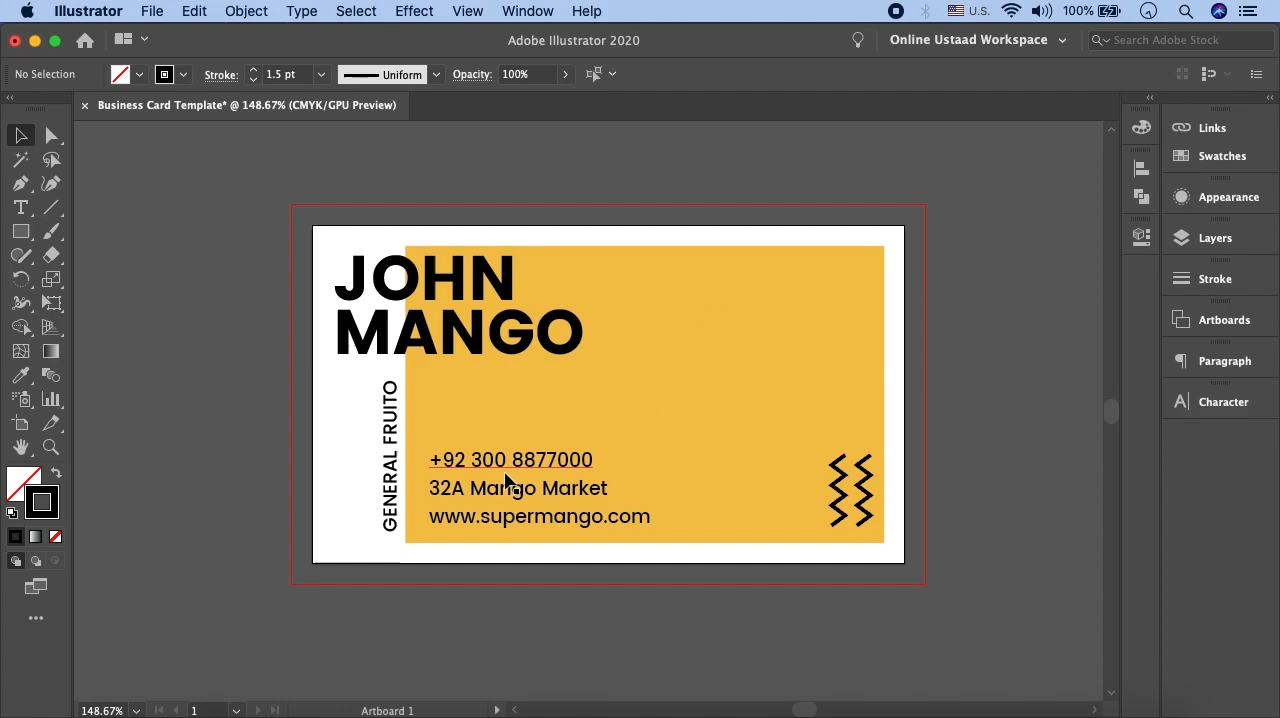 Illustrator File Edit Object Type Select Effect View Window Help U.S. 100%
Adobe Illustrator 2020
Online Ustaad Workspace
Search Adobe Stock
No Selection Stroke: 1.5 pt Uniform Opacity: 100%
Business Card Template* @ 148.67% (CMYK/GPU Preview)
Links
Swatches
Appearance
Layers
Stroke
Artboards
Paragraph
Character
JOHN
MANGO
GENERAL FRUITO
+92 300 8877000
32A Mango Market
www.supermango.com
148.67% 1 Artboard 1